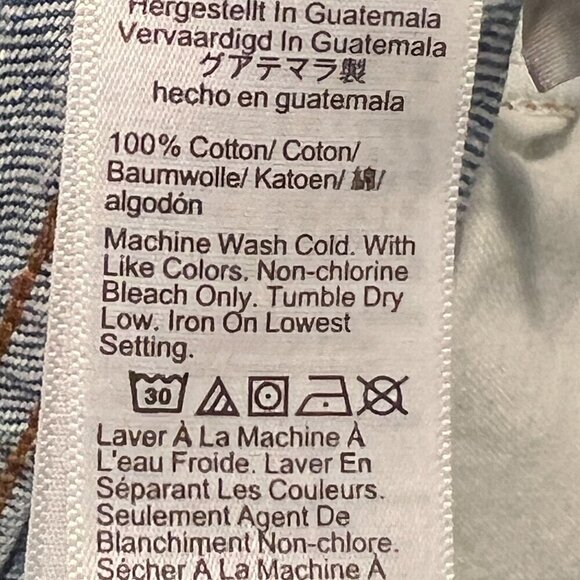 Hergestellt In Guatemala
Vervaardigd In Guatemala
グアテマラ製
hecho en guatemala
100% Cotton/ Coton/
Baumwolle/ Katoen/ 綿/
algodón
Machine Wash Cold. With
Like Colors. Non-chlorine
Bleach Only. Tumble Dry
Low. Iron On Lowest
Setting.
30
Laver À La Machine À
L'eau Froide. Laver En
Séparant Les Couleurs.
Seulement Agent De
Blanchiment Non-chlore.
Sécher À La Machine À